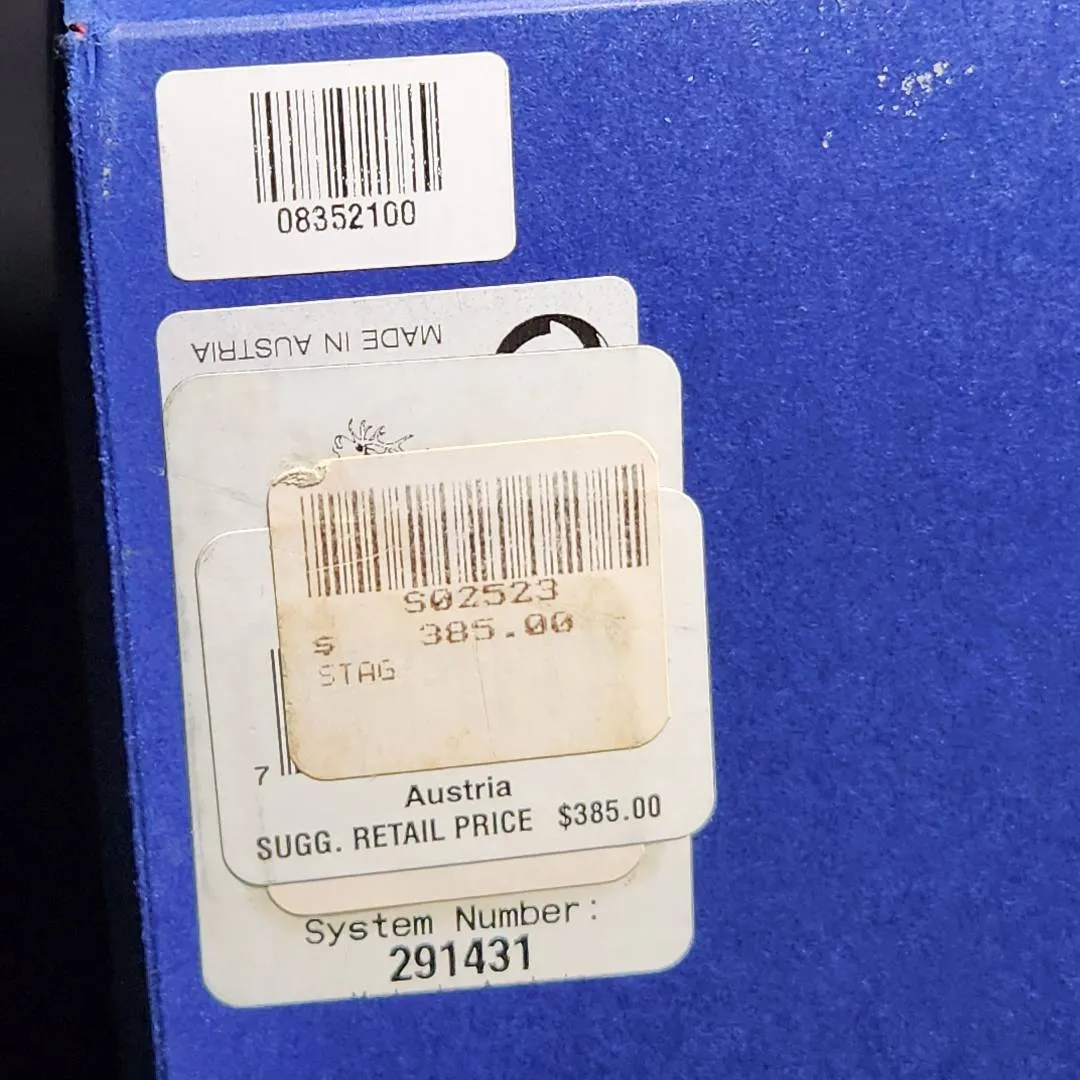 08352100
MADE IN AUSTRIA
S02523
$ 385.00
STAG
7
Austria
SUGG. RETAIL PRICE $385.00
System Number:
291431